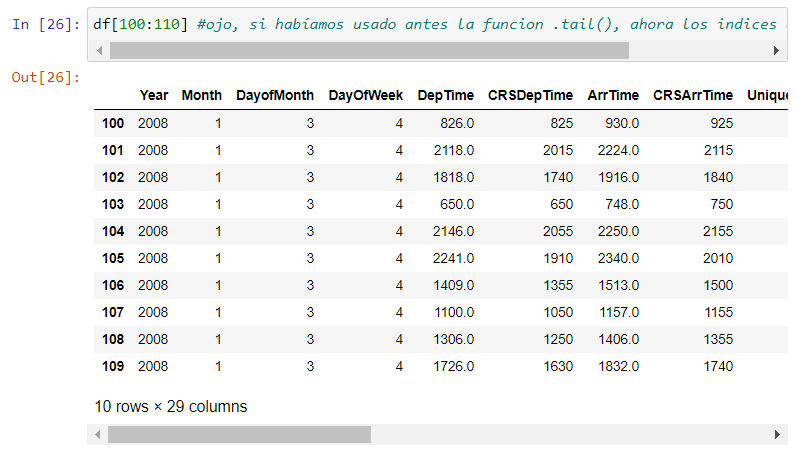 In [26]: df[100:110] #ojo, si habíamos usado antes la funcion .tail(), ahora los indices
Out[26]:
Year Month DayofMonth DayOfWeek DepTime CRSDepTime ArrTime CRSArrTime Unique
100 2008 1 3 4 826.0 825 930.0 925
101 2008 1 3 4 2118.0 2015 2224.0 2115
102 2008 1 3 4 1818.0 1740 1916.0 1840
103 2008 1 3 4 650.0 650 748.0 750
104 2008 1 3 4 2146.0 2055 2250.0 2155
105 2008 1 3 4 2241.0 1910 2340.0 2010
106 2008 1 3 4 1409.0 1355 1513.0 1500
107 2008 1 3 4 1100.0 1050 1157.0 1155
108 2008 1 3 4 1306.0 1250 1406.0 1355
109 2008 1 3 4 1726.0 1630 1832.0 1740
10 rows × 29 columns